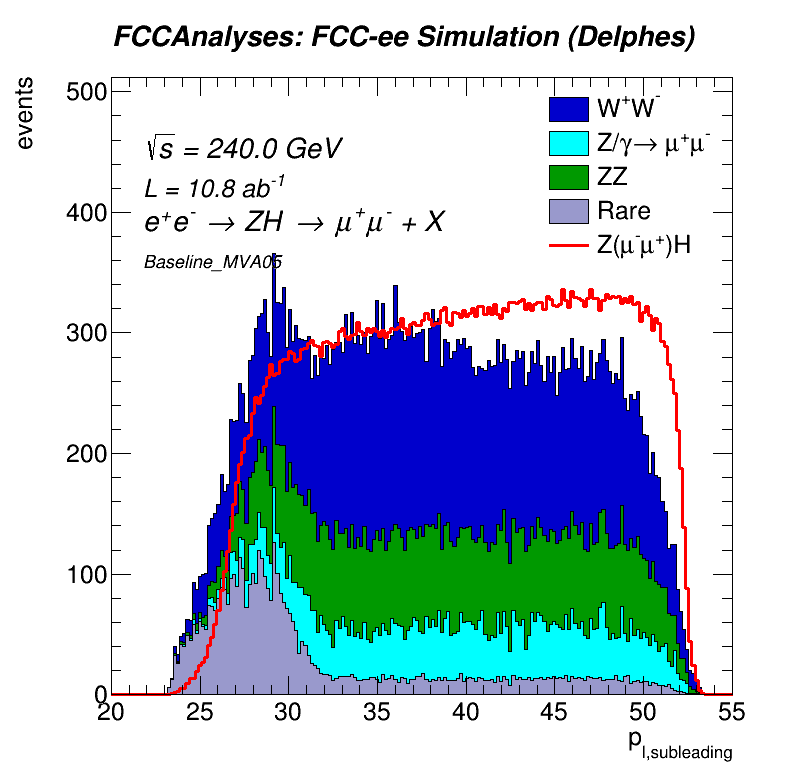 FCCAnalyses: FCC-ee Simulation (Delphes)
events
500
400
300
200
100
0
√s = 240.0 GeV
L = 10.8 ab⁻¹
e⁺e⁻ → ZH → μ⁺μ⁻ + X
Baseline_MVA05
W⁺W⁻
Z/γ→ μ⁺μ⁻
ZZ
Rare
Z(μ⁻μ⁺)H
20 25 30 35 40 45 50 55
p_l,subleading